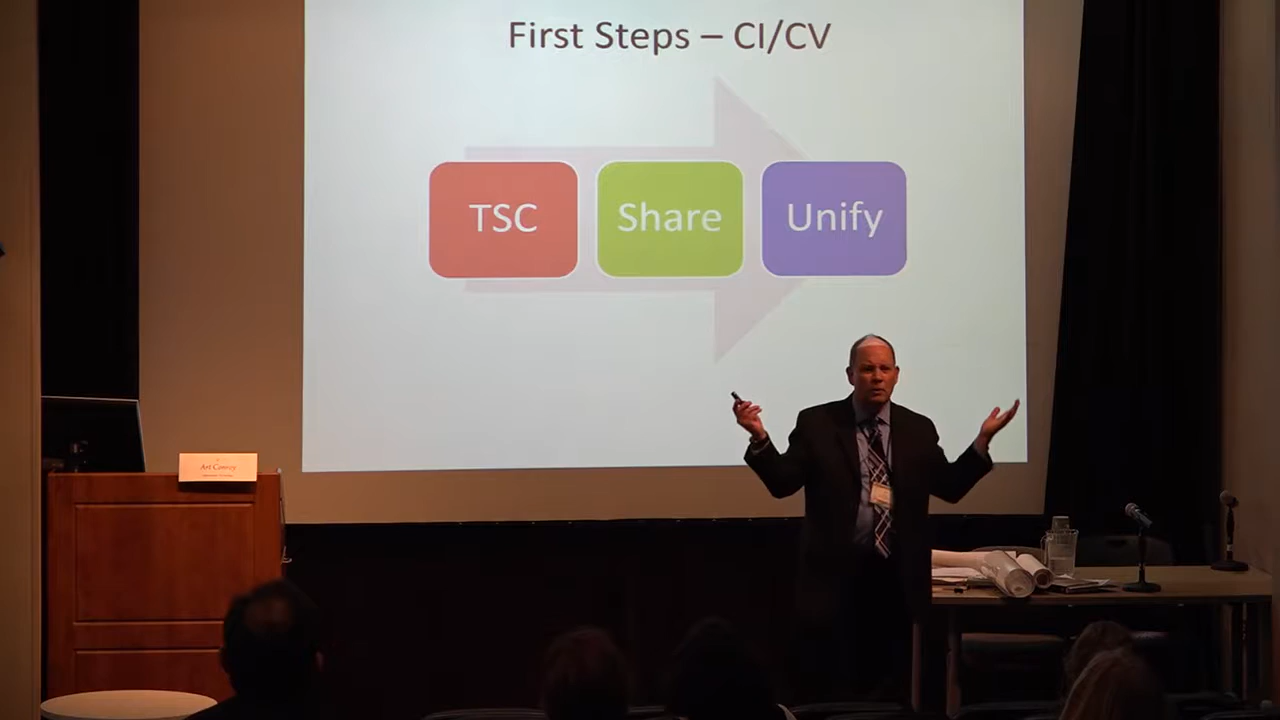 First Steps – CI/CV
TSC
Share
Unify
Art Conroy